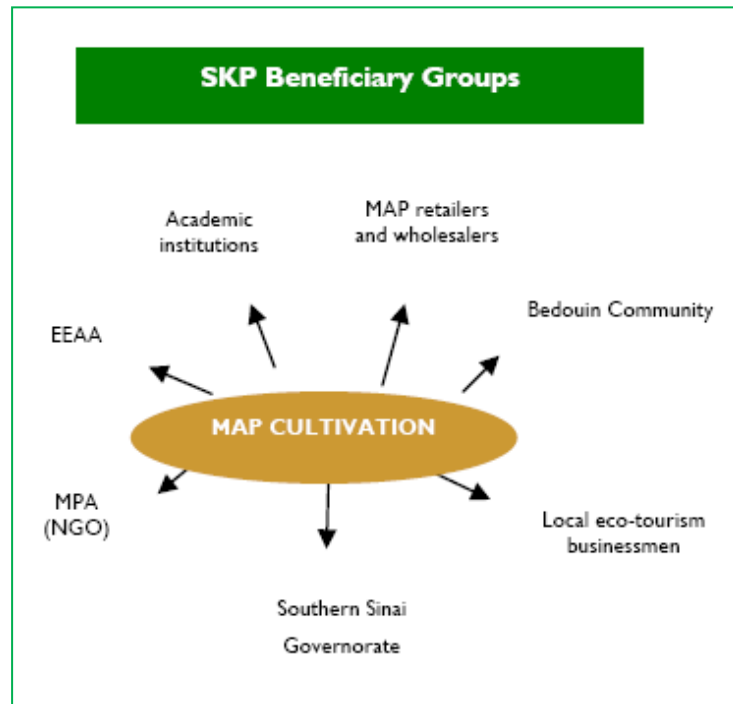 SKP Beneficiary Groups
Academic
institutions
MAP retailers
and wholesalers
EEAA
Bedouin Community
MAP CULTIVATION
MPA
(NGO)
Local eco-tourism
businessmen
Southern Sinai
Governorate